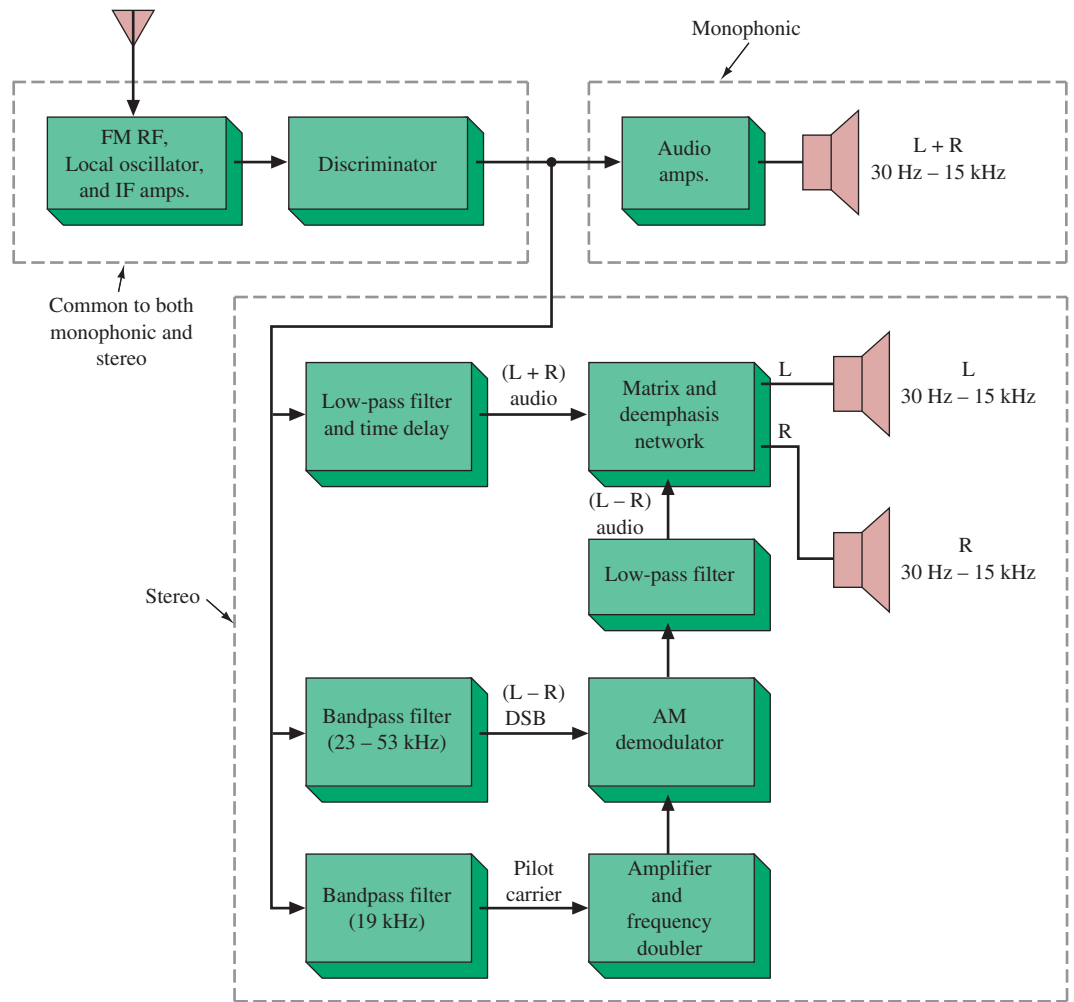 Monophonic
FM RF,
Local oscillator,
and IF amps.
Discriminator
Audio
amps.
L + R
30 Hz – 15 kHz
Common to both
monophonic and
stereo
Low-pass filter
and time delay
(L + R)
audio
Matrix and
deemphasis
network
L
R
L
30 Hz – 15 kHz
(L – R)
audio
Low-pass filter
R
30 Hz – 15 kHz
Stereo
Bandpass filter
(23 – 53 kHz)
(L – R)
DSB
AM
demodulator
Bandpass filter
(19 kHz)
Pilot
carrier
Amplifier
and
frequency
doubler